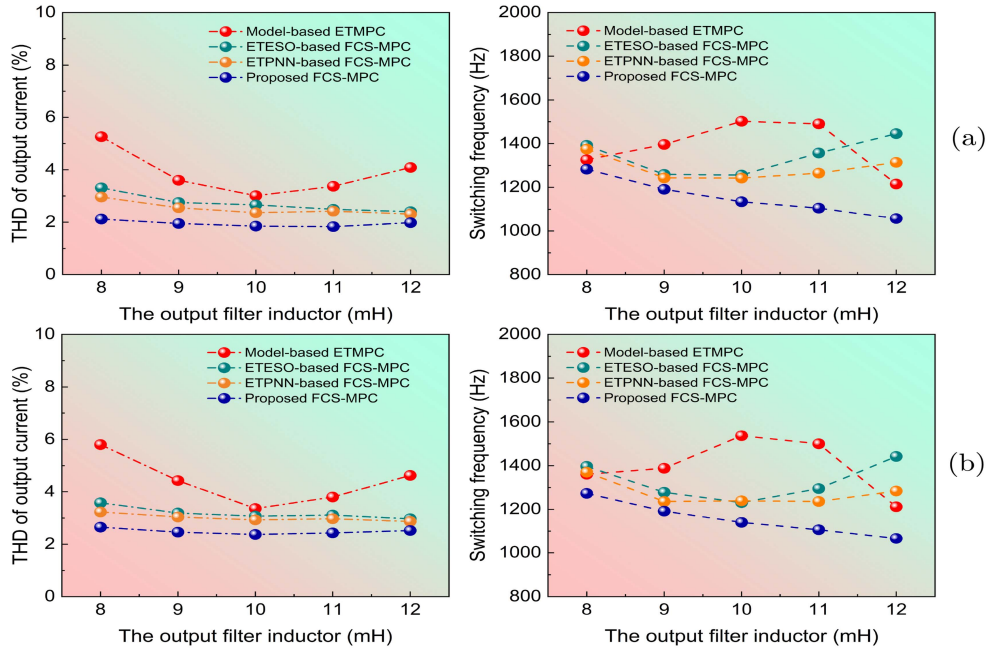 THD of output current (%)
10
8
6
4
2
0
Model-based ETMPC
ETESO-based FCS-MPC
ETPNN-based FCS-MPC
Proposed FCS-MPC
8 9 10 11 12
The output filter inductor (mH)
Switching frequency (Hz)
2000
1800
1600
1400
1200
1000
800
Model-based ETMPC
ETESO-based FCS-MPC
ETPNN-based FCS-MPC
Proposed FCS-MPC
8 9 10 11 12
The output filter inductor (mH)
(a)
THD of output current (%)
10
8
6
4
2
0
Model-based ETMPC
ETESO-based FCS-MPC
ETPNN-based FCS-MPC
Proposed FCS-MPC
8 9 10 11 12
The output filter inductor (mH)
Switching frequency (Hz)
2000
1800
1600
1400
1200
1000
800
Model-based ETMPC
ETESO-based FCS-MPC
ETPNN-based FCS-MPC
Proposed FCS-MPC
8 9 10 11 12
The output filter inductor (mH)
(b)